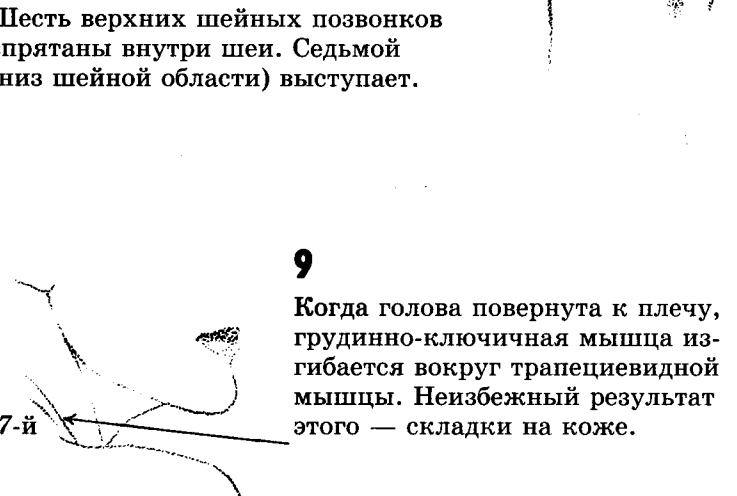 Шесть верхних шейных позвонков
спрятаны внутри шеи. Седьмой
низ шейной области) выступает.
9
Когда голова повернута к плечу,
грудинно-ключичная мышца из-
гибается вокруг трапециевидной
мышцы. Неизбежный результат
этого — складки на коже.
7-й